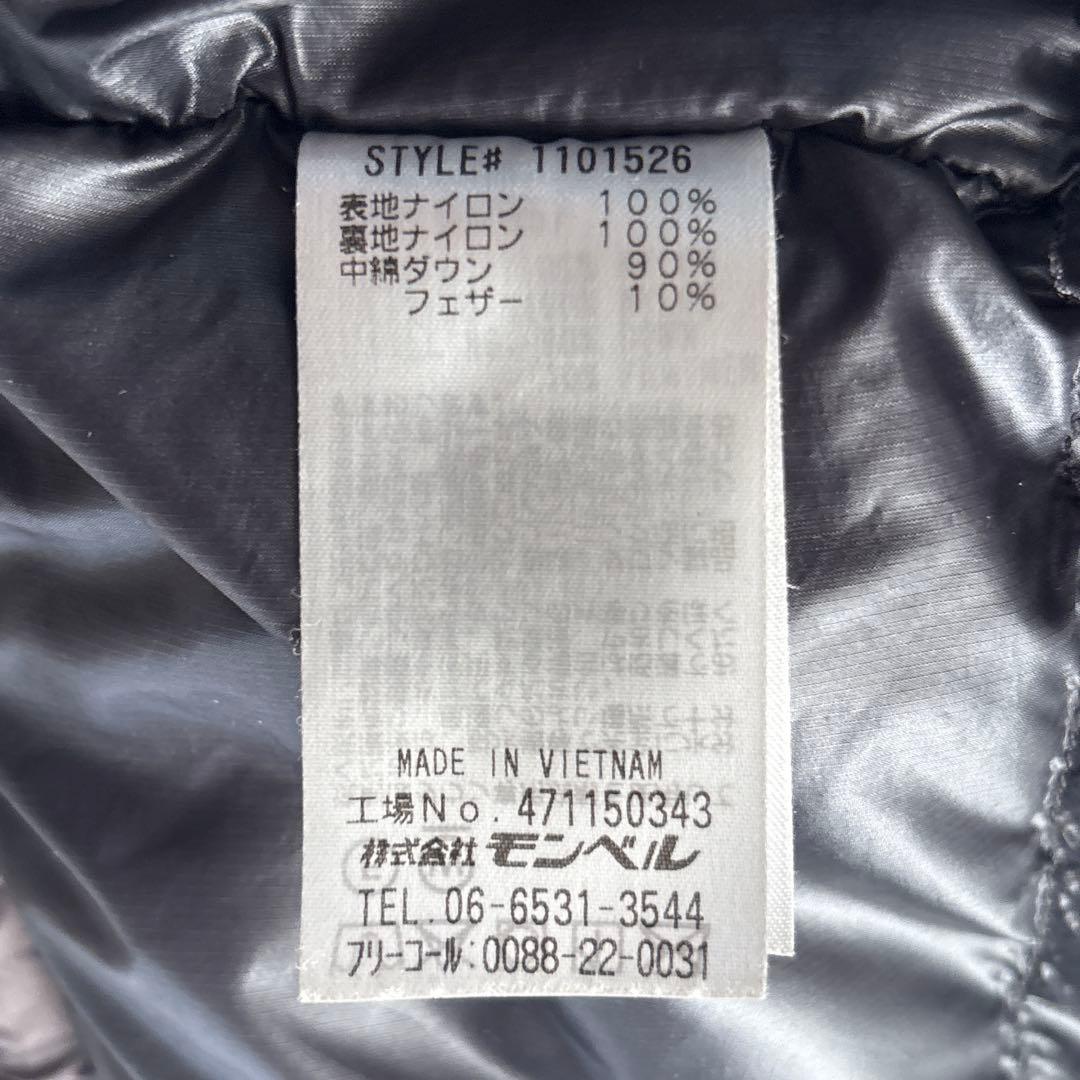 STYLE# 1101526
表地ナイロン 100%
裏地ナイロン 100%
中綿ダウン 90%
フェザー 10%
MADE IN VIETNAM
工場No. 471150343
株式会社モンベル
TEL.06-6531-3544
フリーコール:0088-22-0031